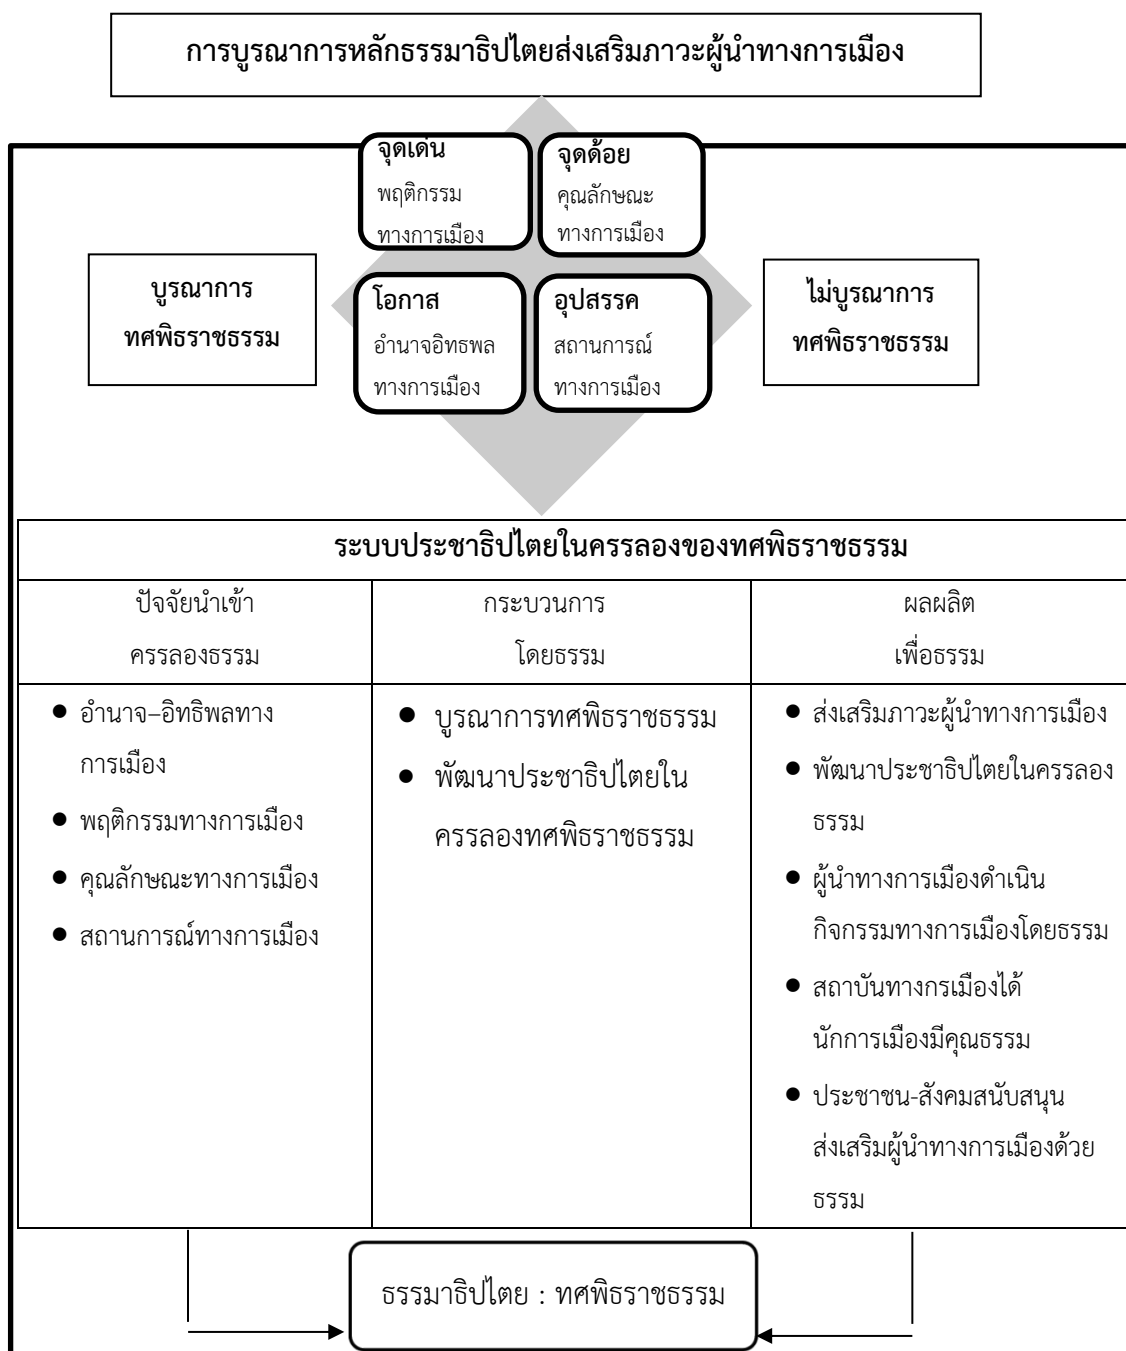 การบูรณาการหลักธรรมาธิปไตยส่งเสริมภาวะผู้นำทางการเมือง
จุดเด่น
พฤติกรรม
ทางการเมือง
จุดด้อย
คุณลักษณะ
ทางการเมือง
บูรณาการ
ทศพิธราชธรรม
โอกาส
อำนาจอิทธพล
ทางการเมือง
อุปสรรค
สถานการณ์
ทางการเมือง
ไม่บูรณาการ
ทศพิธราชธรรม
ระบบประชาธิปไตยในครรลองของทศพิธราชธรรม
ปัจจัยนำเข้า
ครรลองธรรม
กระบวนการ
โดยธรรม
ผลผลิต
เพื่อธรรม
● อำนาจ–อิทธิพลทาง
การเมือง
● พฤติกรรมทางการเมือง
● คุณลักษณะทางการเมือง
● สถานการณ์ทางการเมือง
● บูรณาการทศพิธราชธรรม
● พัฒนาประชาธิปไตยใน
ครรลองทศพิธราชธรรม
● ส่งเสริมภาวะผู้นำทางการเมือง
● พัฒนาประชาธิปไตยในครรลอง
ธรรม
● ผู้นำทางการเมืองดำเนิน
กิจกรรมทางการเมืองโดยธรรม
● สถาบันทางกรเมืองได้
นักการเมืองมีคุณธรรม
● ประชาชน-สังคมสนับสนุน
ส่งเสริมผู้นำทางการเมืองด้วย
ธรรม
ธรรมาธิปไตย : ทศพิธราชธรรม